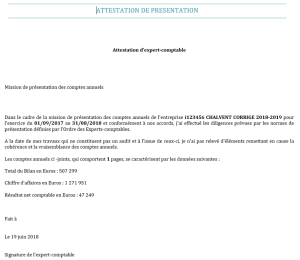 ATTESTATION DE PRESENTATION
Attestation d'expert-comptable
Mission de présentation des comptes annuels
Dans le cadre de la mission de présentation des comptes annuels de l'entreprise i123456 CHALVENT CORRIGE 2018-2019 pour
l'exercice du 01/09/2017 au 31/08/2018 et conformément à nos accords, j'ai effectué les diligences prévues par les normes de
présentation définies par l'Ordre des Experts-comptables.
A la date de mes travaux qui ne constituent pas un audit et à l'issue de ceux-ci, je n'ai pas relevé d'éléments remettant en cause la
cohérence et la vraisemblance des comptes annuels.
Les comptes annuels ci-joints, qui comportent 1 pages, se caractérisent par les données suivantes :
Total du Bilan en Euros : 507 299
Chiffre d'affaires en Euros : 1 271 951
Résultat net comptable en Euros : 47 249
Fait à
Le 19 juin 2018
Signature de l'expert-comptable